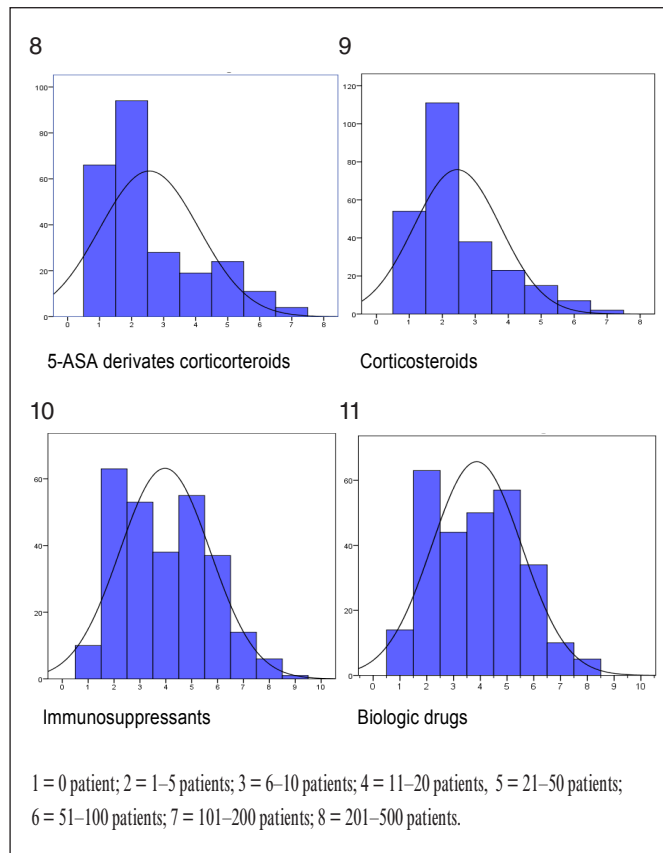 8
100
80
60
40
20
0
0 1 2 3 4 5 6 7 8
5-ASA derivates corticorteroids
9
120
100
80
60
40
20
0
0 1 2 3 4 5 6 7 8
Corticosteroids
10
60
40
20
0
0 1 2 3 4 5 6 7 8 9 10
Immunosuppressants
11
60
40
20
0
0 1 2 3 4 5 6 7 8 9 10
Biologic drugs
1 = 0 patient; 2 = 1–5 patients; 3 = 6–10 patients; 4 = 11–20 patients, 5 = 21–50 patients;
6 = 51–100 patients; 7 = 101–200 patients; 8 = 201–500 patients.